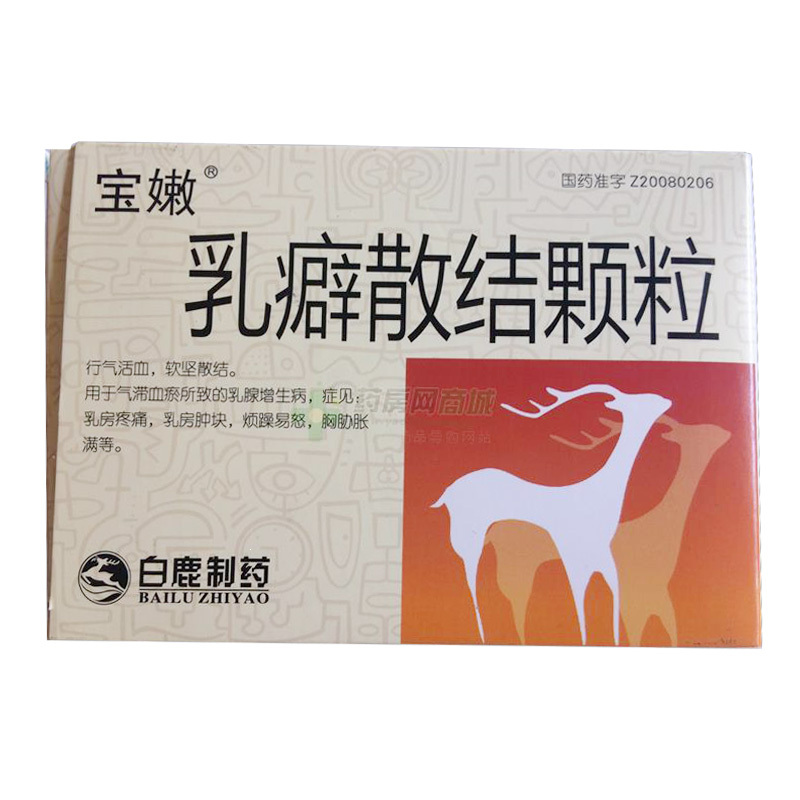 宝嫩®
国药准字 Z20080206
乳癖散结颗粒
行气活血，软坚散结。
用于气滞血瘀所致的乳腺增生病，症见：
乳房疼痛，乳房肿块，烦躁易怒，胸胁胀
满等。
药房网商城
白鹿制药
BAILU ZHIYAO